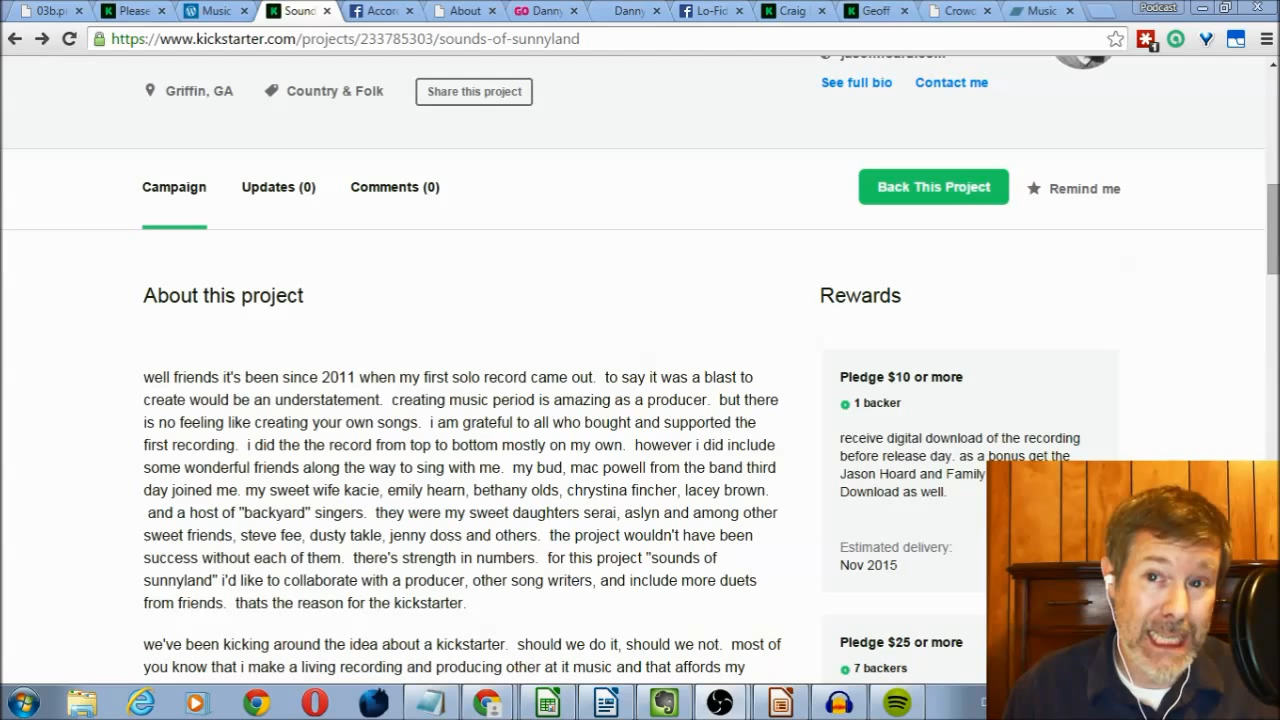 03b.p
Please
Music
Sound
Accor
About
GO Danny
Danny
Lo-Fid
Craig
Geoff
Crow
Music
Podcast
https://www.kickstarter.com/projects/233785303/sounds-of-sunnyland
1
Griffin, GA
Country & Folk
Share this project
See full bio
Contact me
Campaign
Updates (0)
Comments (0)
Back This Project
Remind me
About this project
well friends it's been since 2011 when my first solo record came out. to say it was a blast to
create would be an understatement. creating music period is amazing as a producer. but there
is no feeling like creating your own songs. i am grateful to all who bought and supported the
first recording. i did the the record from top to bottom mostly on my own. however i did include
some wonderful friends along the way to sing with me. my bud, mac powell from the band third
day joined me. my sweet wife kacie, emily hearn, bethany olds, chrystina fincher, lacey brown.
and a host of "backyard" singers. they were my sweet daughters serai, aslyn and among other
sweet friends, steve fee, dusty takle, jenny doss and others. the project wouldn't have been
success without each of them. there's strength in numbers. for this project "sounds of
sunnyland" i'd like to collaborate with a producer, other song writers, and include more duets
from friends. thats the reason for the kickstarter.
we've been kicking around the idea about a kickstarter. should we do it, should we not. most of
you know that i make a living recording and producing other at it music and that affords my
Rewards
Pledge $10 or more
1 backer
receive digital download of the recording
before release day. as a bonus get the
Jason Hoard and Family
Download as well.
Estimated delivery:
Nov 2015
Pledge $25 or more
7 backers